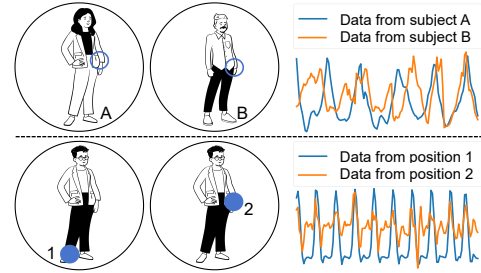 Data from subject A
Data from subject B
A
B
Data from position 1
Data from position 2
1
2